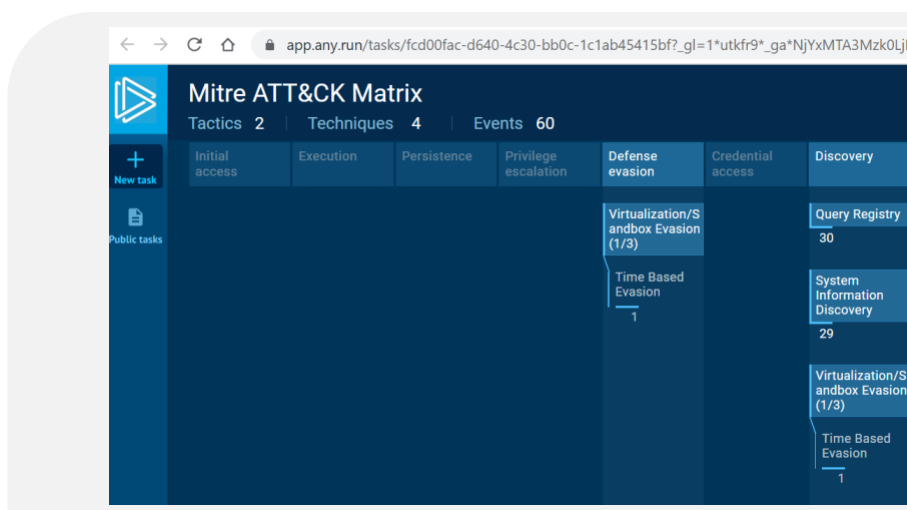 app.any.run/tasks/fcd00fac-d640-4c30-bb0c-1c1ab45415bf?_gl=1*utkfr9*_ga*NjYxMTA3Mzk0Lj
Mitre ATT&CK Matrix
Tactics 2 Techniques 4 Events 60
New task
Public tasks
Initial
access
Execution
Persistence
Privilege
escalation
Defense
evasion
Credential
access
Discovery
Virtualization/S
andbox Evasion
(1/3)
Time Based
Evasion
1
Query Registry
30
System
Information
Discovery
29
Virtualization/S
andbox Evasion
(1/3)
Time Based
Evasion
1